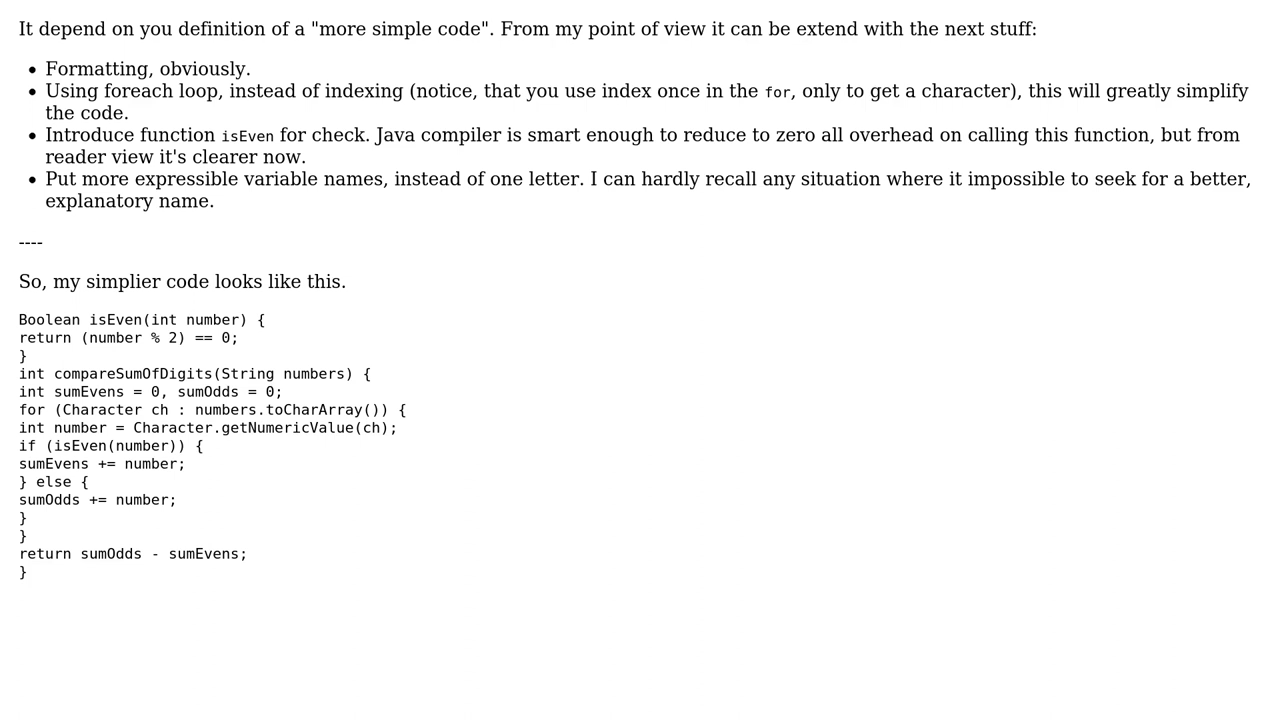 It depend on you definition of a "more simple code". From my point of view it can be extend with the next stuff:
• Formatting, obviously.
• Using foreach loop, instead of indexing (notice, that you use index once in the for, only to get a character), this will greatly simplify
the code.
• Introduce function isEven for check. Java compiler is smart enough to reduce to zero all overhead on calling this function, but from
reader view it's clearer now.
• Put more expressible variable names, instead of one letter. I can hardly recall any situation where it impossible to seek for a better,
explanatory name.
----
So, my simplier code looks like this.
Boolean isEven(int number) {
return (number % 2) == 0;
}
int compareSumOfDigits(String numbers) {
int sumEvens = 0, sumOdds = 0;
for (Character ch : numbers.toCharArray()) {
int number = Character.getNumericValue(ch);
if (isEven(number)) {
sumEvens += number;
} else {
sumOdds += number;
}
}
return sumOdds - sumEvens;
}